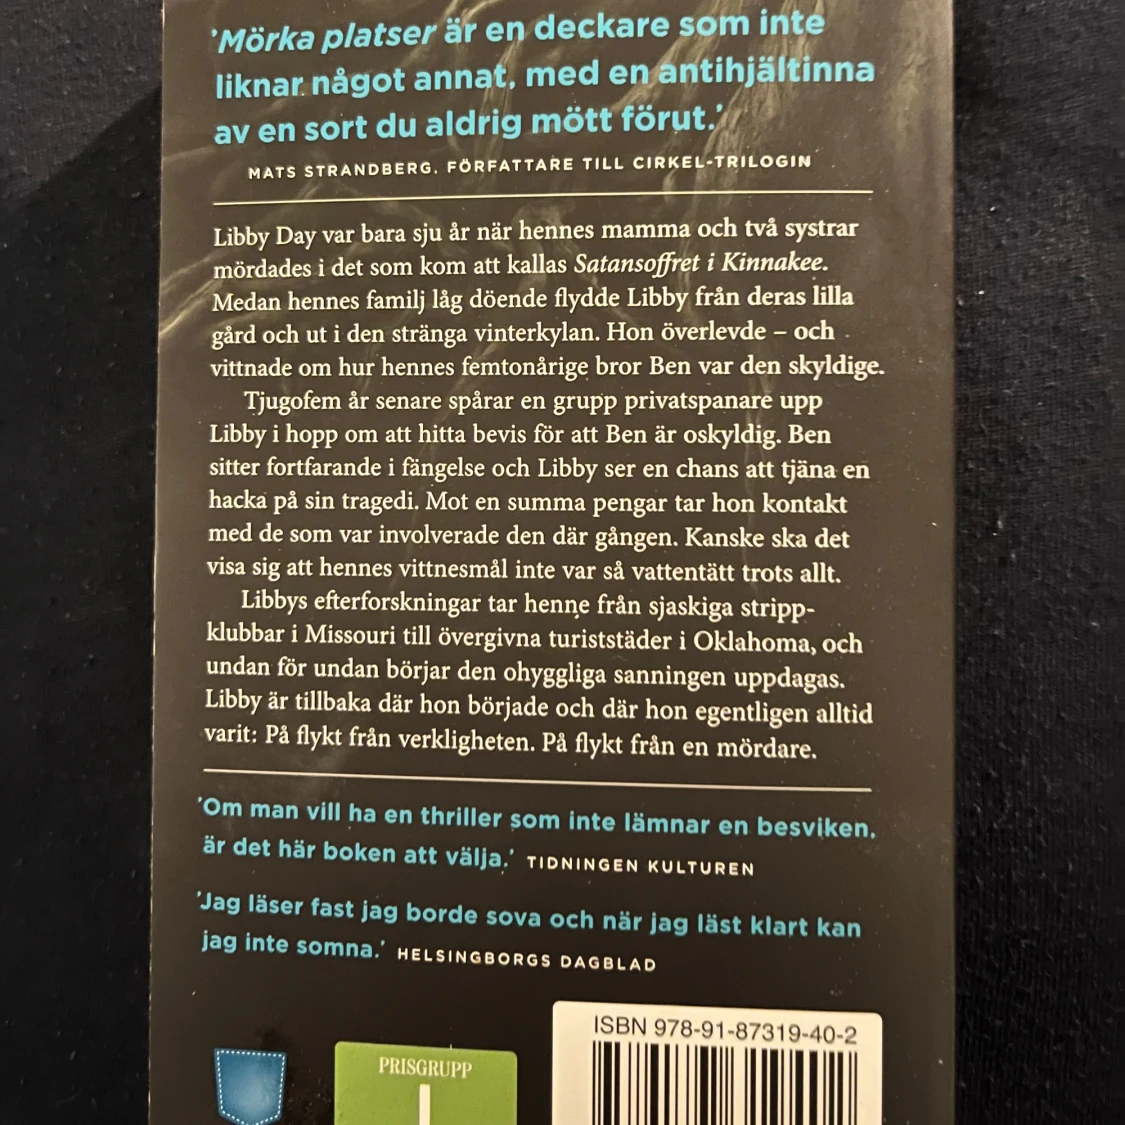 'Mörka platser är en deckare som inte
liknar något annat, med en antihjältinna
av en sort du aldrig mött förut.'
MATS STRANDBERG, FÖRFATTARE TILL CIRKEL-TRILOGIN
Libby Day var bara sju år när hennes mamma och två systrar
mördades i det som kom att kallas Satansoffret i Kinnakee.
Medan hennes familj låg döende flydde Libby från deras lilla
gård och ut i den stränga vinterkylan. Hon överlevde – och
vittnade om hur hennes femtonårige bror Ben var den skyldige.
Tjugofem år senare spårar en grupp privatspanare upp
Libby i hopp om att hitta bevis för att Ben är oskyldig. Ben
sitter fortfarande i fängelse och Libby ser en chans att tjäna en
hacka på sin tragedi. Mot en summa pengar tar hon kontakt
med de som var involverade den där gången. Kanske ska det
visa sig att hennes vittnesmål inte var så vattentätt trots allt.
Libbys efterforskningar tar henne från sjaskiga stripp-
klubbar i Missouri till övergivna turiststäder i Oklahoma, och
undan för undan börjar den ohyggliga sanningen uppdagas.
Libby är tillbaka där hon började och där hon egentligen alltid
varit: På flykt från verkligheten. På flykt från en mördare.
'Om man vill ha en thriller som inte lämnar en besviken,
är det här boken att välja.' TIDNINGEN KULTUREN
'Jag läser fast jag borde sova och när jag läst klart kan
jag inte somna.' HELSINGBORGS DAGBLAD
ISBN 978-91-87319-40-2
PRISGRUPP